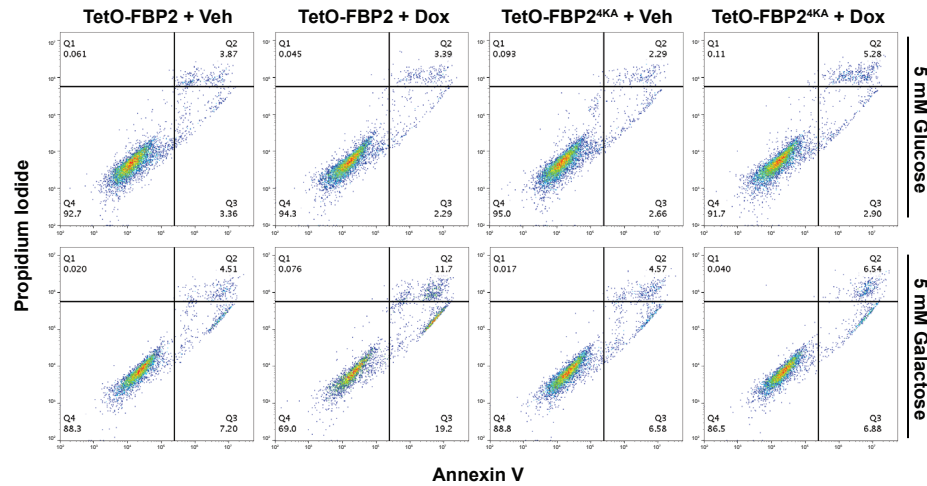 TetO-FBP2 + Veh TetO-FBP2 + Dox TetO-FBP2⁴ᴷᴬ + Veh TetO-FBP2⁴ᴷᴬ + Dox
Q1 Q2 Q1 Q2 Q1 Q2 Q1 Q2
0.061 3.87 0.045 3.39 0.093 2.29 0.11 5.28
Q4 Q3 Q4 Q3 Q4 Q3 Q4 Q3
92.7 3.36 94.3 2.29 95.0 2.66 91.7 2.90
5 mM Glucose
Q1 Q2 Q1 Q2 Q1 Q2 Q1 Q2
0.020 4.51 0.076 11.7 0.017 4.57 0.040 6.54
Q4 Q3 Q4 Q3 Q4 Q3 Q4 Q3
88.3 7.20 69.0 19.2 88.8 6.58 86.5 6.88
5 mM Galactose
Propidium Iodide
Annexin V